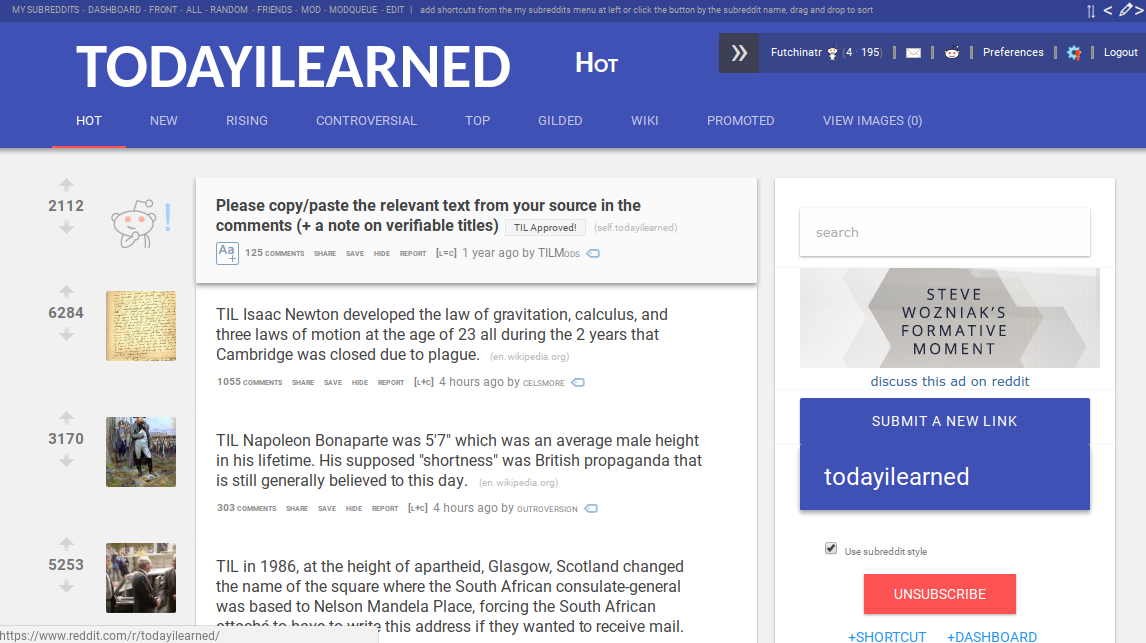 MY SUBREDDITS - DASHBOARD - FRONT - ALL - RANDOM - FRIENDS - MOD - MODQUEUE - EDIT | add shortcuts from the my subreddits menu at left or click the button by the subreddit name, drag and drop to sort
TODAYILEARNED
Hot
Futchinatr (4 · 195) | | | Preferences | | Logout
HOT NEW RISING CONTROVERSIAL TOP GILDED WIKI PROMOTED VIEW IMAGES (0)
2112
Please copy/paste the relevant text from your source in the
comments (+ a note on verifiable titles) TIL Approved! (self.todayilearned)
Aa+ 125 COMMENTS SHARE SAVE HIDE REPORT [L=C] 1 year ago by TILMODS
6284
TIL Isaac Newton developed the law of gravitation, calculus, and
three laws of motion at the age of 23 all during the 2 years that
Cambridge was closed due to plague. (en.wikipedia.org)
1055 COMMENTS SHARE SAVE HIDE REPORT [L+C] 4 hours ago by CELSMORE
3170
TIL Napoleon Bonaparte was 5'7" which was an average male height
in his lifetime. His supposed "shortness" was British propaganda that
is still generally believed to this day. (en.wikipedia.org)
303 COMMENTS SHARE SAVE HIDE REPORT [L+C] 4 hours ago by OUTROVERSION
5253
TIL in 1986, at the height of apartheid, Glasgow, Scotland changed
the name of the square where the South African consulate-general
was based to Nelson Mandela Place, forcing the South African
attaché to have to write this address if they wanted to receive mail.
https://www.reddit.com/r/todayilearned/
search
STEVE
WOZNIAK'S
FORMATIVE
MOMENT
discuss this ad on reddit
SUBMIT A NEW LINK
todayilearned
Use subreddit style
UNSUBSCRIBE
+SHORTCUT +DASHBOARD